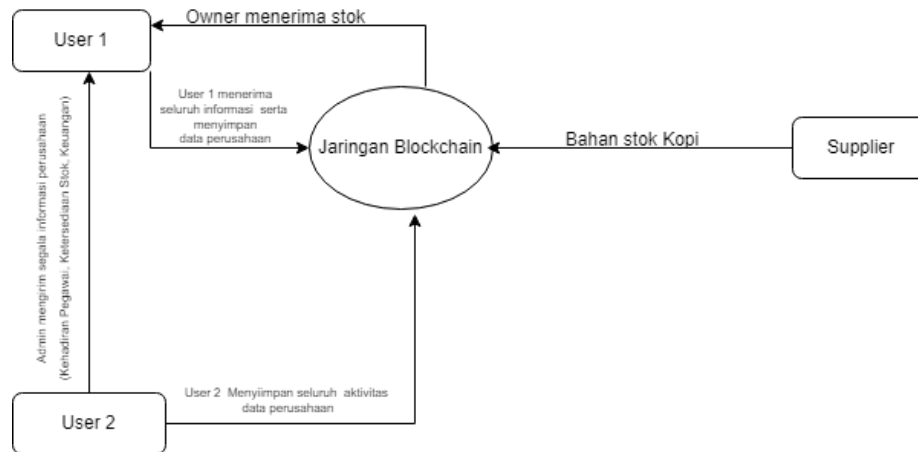 Owner menerima stok
User 1
User 1 menerima
seluruh informasi serta
menyimpan
data perusahaan
Jaringan Blockchain
Bahan stok Kopi
Supplier
Admin mengirim segala informasi perusahaan
(Kehadiran Pegawai, Ketersediaan Stok, Keuangan)
User 2 Menyiimpan seluruh aktivitas
data perusahaan
User 2